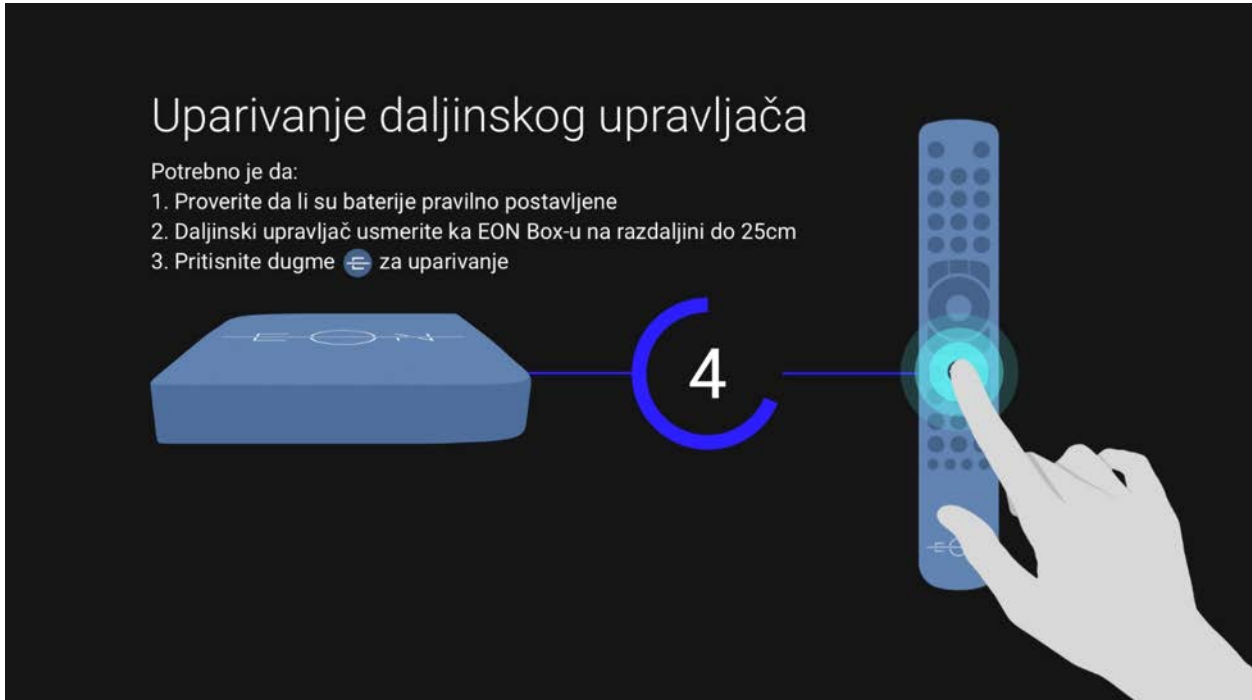 Uparivanje daljinskog upravljača
Potrebno je da:
1. Proverite da li su baterije pravilno postavljene
2. Daljinski upravljač usmerite ka EON Box-u na razdaljini do 25cm
3. Pritisnite dugme E za uparivanje
EON
4